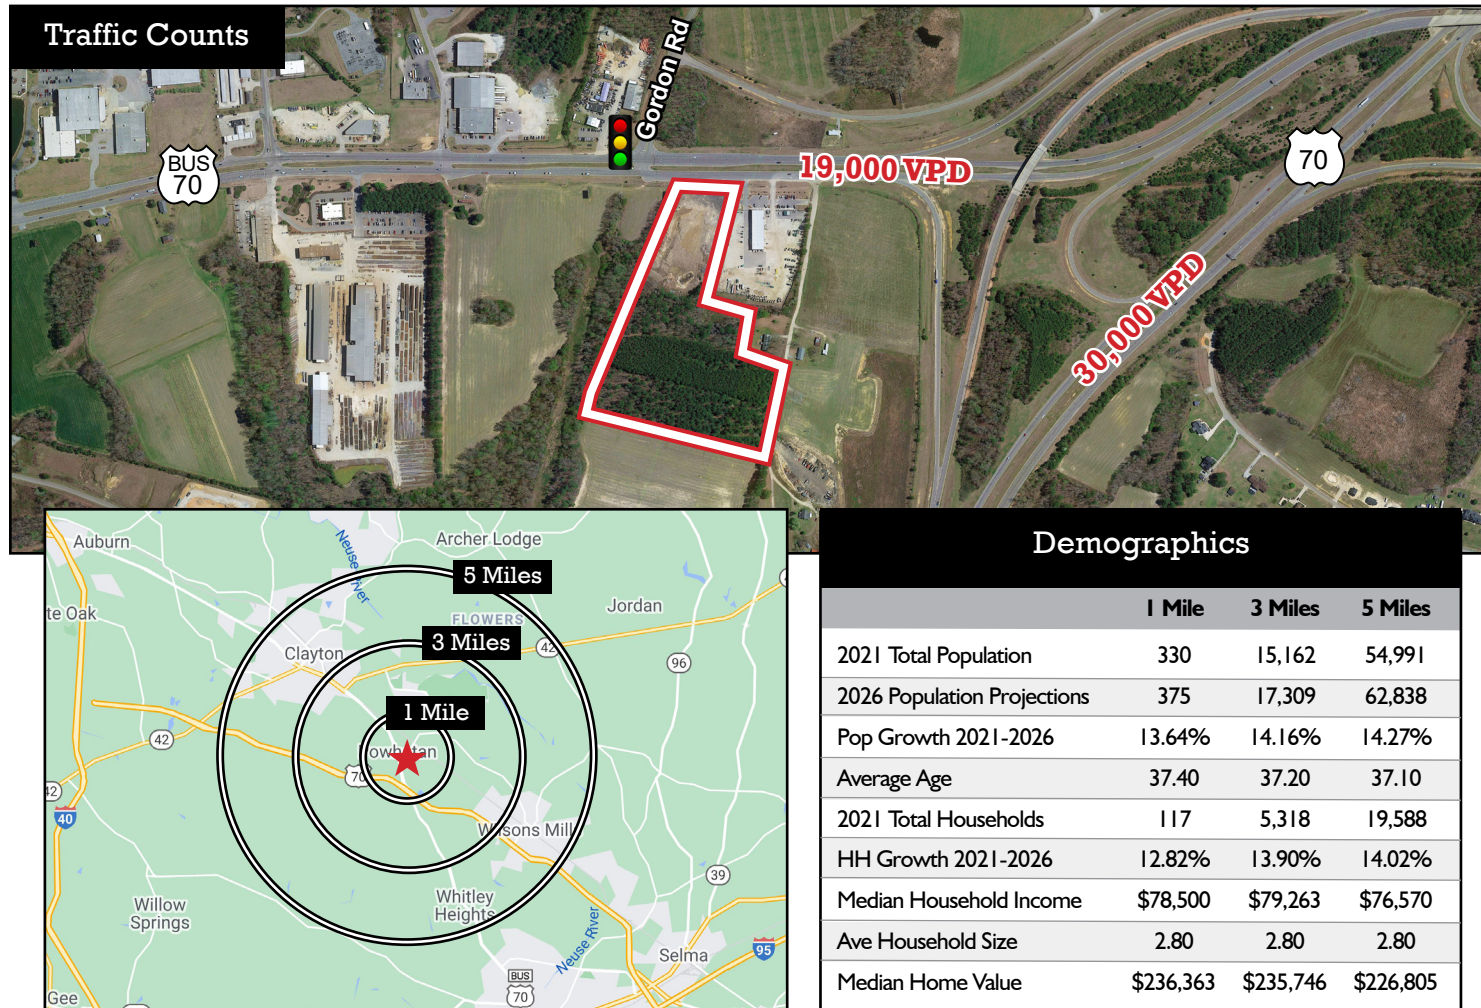 Traffic Counts
Gordon Rd
BUS
70
19,000 VPD
70
30,000 VPD
Auburn
Neuse River
Archer Lodge
5 Miles
te Oak
FLOWERS
Jordan
3 Miles
42
Clayton
96
1 Mile
42
Powhatan
70
42
40
Wilsons Mill
39
Willow
Springs
Whitley
Heights
Neuse River
Selma
95
BUS
70
Gee
Demographics
1 Mile 3 Miles 5 Miles
2021 Total Population 330 15,162 54,991
2026 Population Projections 375 17,309 62,838
Pop Growth 2021-2026 13.64% 14.16% 14.27%
Average Age 37.40 37.20 37.10
2021 Total Households 117 5,318 19,588
HH Growth 2021-2026 12.82% 13.90% 14.02%
Median Household Income $78,500 $79,263 $76,570
Ave Household Size 2.80 2.80 2.80
Median Home Value $236,363 $235,746 $226,805